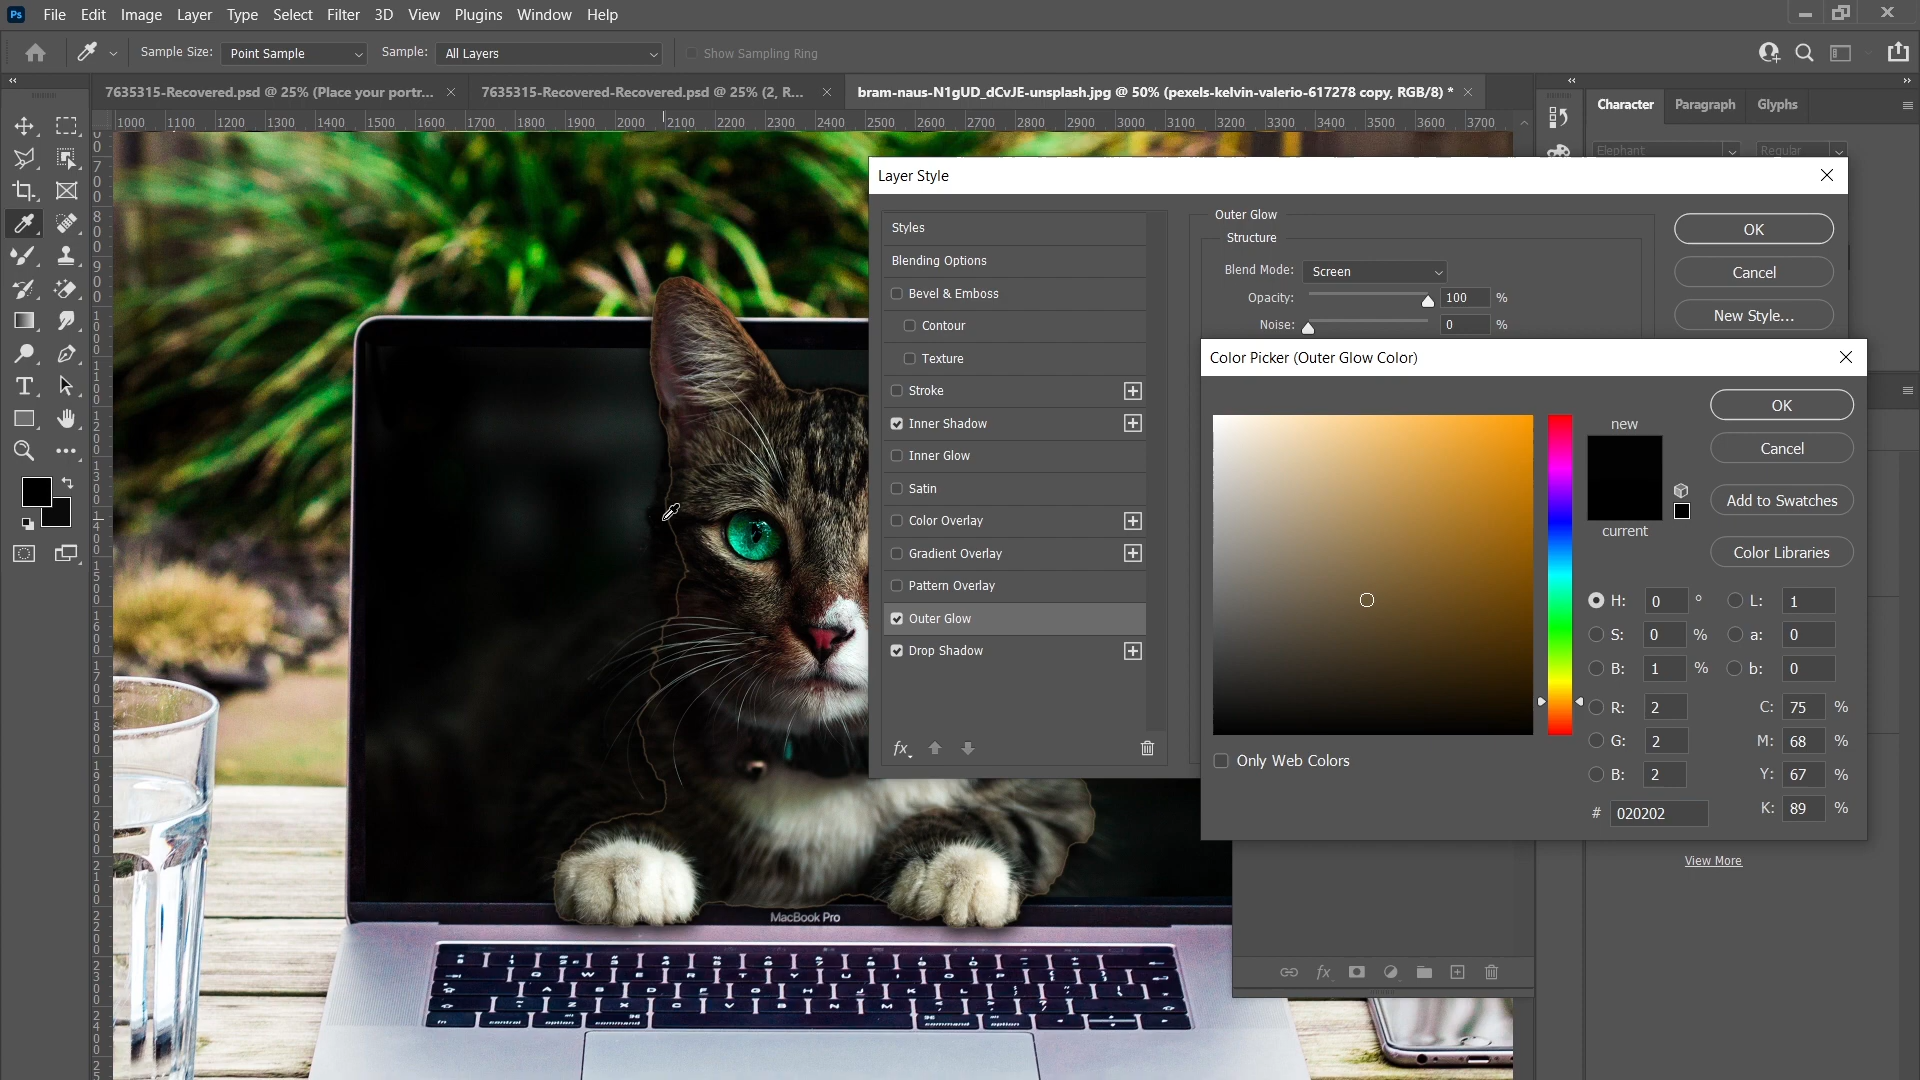 Ps File Edit Image Layer Type Select Filter 3D View Plugins Window Help
Sample Size: Point Sample Sample: All Layers Show Sampling Ring
7635315-Recovered.psd @ 25% (Place your portr...
7635315-Recovered-Recovered.psd @ 25% (2, R...
bram-naus-N1gUD_dCvJE-unsplash.jpg @ 50% (pexels-kelvin-valerio-617278 copy, RGB/8) *
Character Paragraph Glyphs
1000 1100 1200 1300 1400 1500 1600 1700 1800 1900 2000 2100 2200 2300 2400 2500 2600 2700 2800 2900 3000 3100 3200 3300 3400 3500 3600 3700
Elephant Regular
Layer Style
Styles
Blending Options
Bevel & Emboss
Contour
Texture
Stroke
Inner Shadow
Inner Glow
Satin
Color Overlay
Gradient Overlay
Pattern Overlay
Outer Glow
Drop Shadow
fx
Outer Glow
Structure
Blend Mode: Screen
Opacity: 100 %
Noise: 0 %
OK
Cancel
New Style...
Color Picker (Outer Glow Color)
new
current
OK
Cancel
Add to Swatches
Color Libraries
H: 0 ° L: 1
S: 0 % a: 0
B: 1 % b: 0
R: 2 C: 75 %
G: 2 M: 68 %
B: 2 Y: 67 %
# 020202 K: 89 %
Only Web Colors
View More
fx
MacBook Pro
Q W E R T Y U I O P
A S D F G H J K L
Z X C V B N M
fn control option command command option